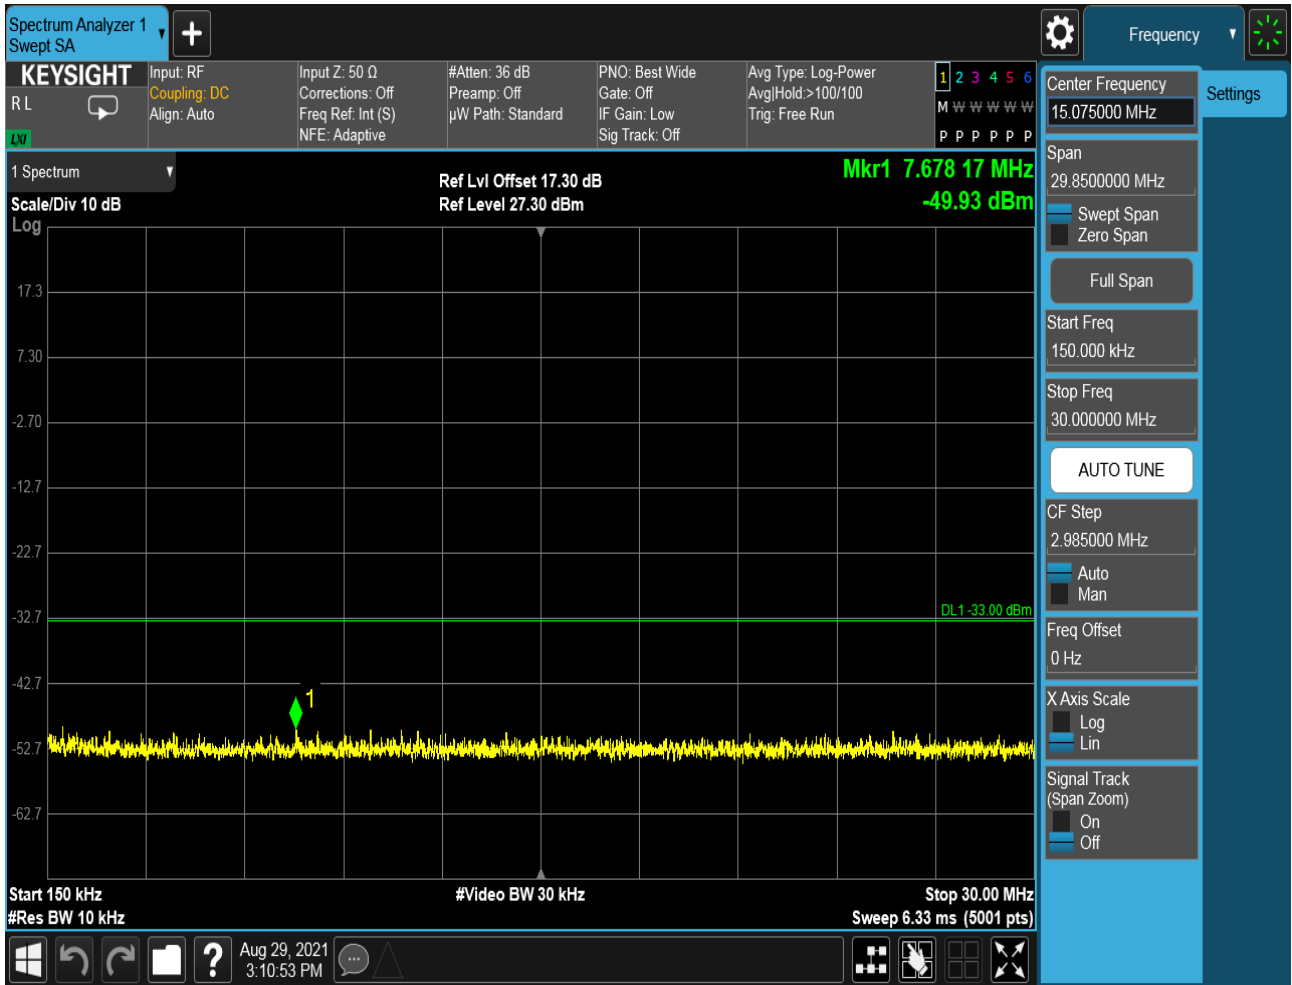 Spectrum Analyzer 1
Swept SA
Frequency
KEYSIGHT
R L
LXI
Input: RF
Coupling: DC
Align: Auto
Input Z: 50 Ω
Corrections: Off
Freq Ref: Int (S)
NFE: Adaptive
#Atten: 36 dB
Preamp: Off
µW Path: Standard
PNO: Best Wide
Gate: Off
IF Gain: Low
Sig Track: Off
Avg Type: Log-Power
Avg|Hold:>100/100
Trig: Free Run
1 2 3 4 5 6
M W W W W W
P P P P P P
Center Frequency
15.075000 MHz
Settings
Span
29.8500000 MHz
Swept Span
Zero Span
Full Span
Start Freq
150.000 kHz
Stop Freq
30.000000 MHz
AUTO TUNE
CF Step
2.985000 MHz
Auto
Man
Freq Offset
0 Hz
X Axis Scale
Log
Lin
Signal Track
(Span Zoom)
On
Off
1 Spectrum
Scale/Div 10 dB
Log
Ref Lvl Offset 17.30 dB
Ref Level 27.30 dBm
Mkr1 7.678 17 MHz
-49.93 dBm
17.3
7.30
-2.70
-12.7
-22.7
-32.7
DL1 -33.00 dBm
-42.7
1
-52.7
-62.7
Start 150 kHz
#Video BW 30 kHz
Stop 30.00 MHz
#Res BW 10 kHz
Sweep 6.33 ms (5001 pts)
?
Aug 29, 2021
3:10:53 PM